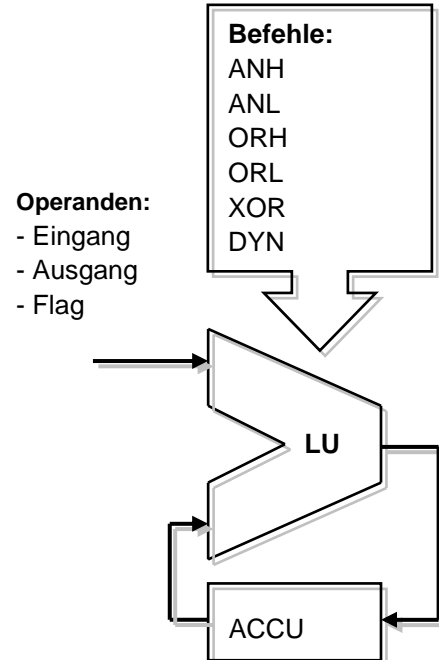 Befehle:
ANH
ANL
ORH
ORL
XOR
DYN
Operanden:
- Eingang
- Ausgang
- Flag
LU
ACCU